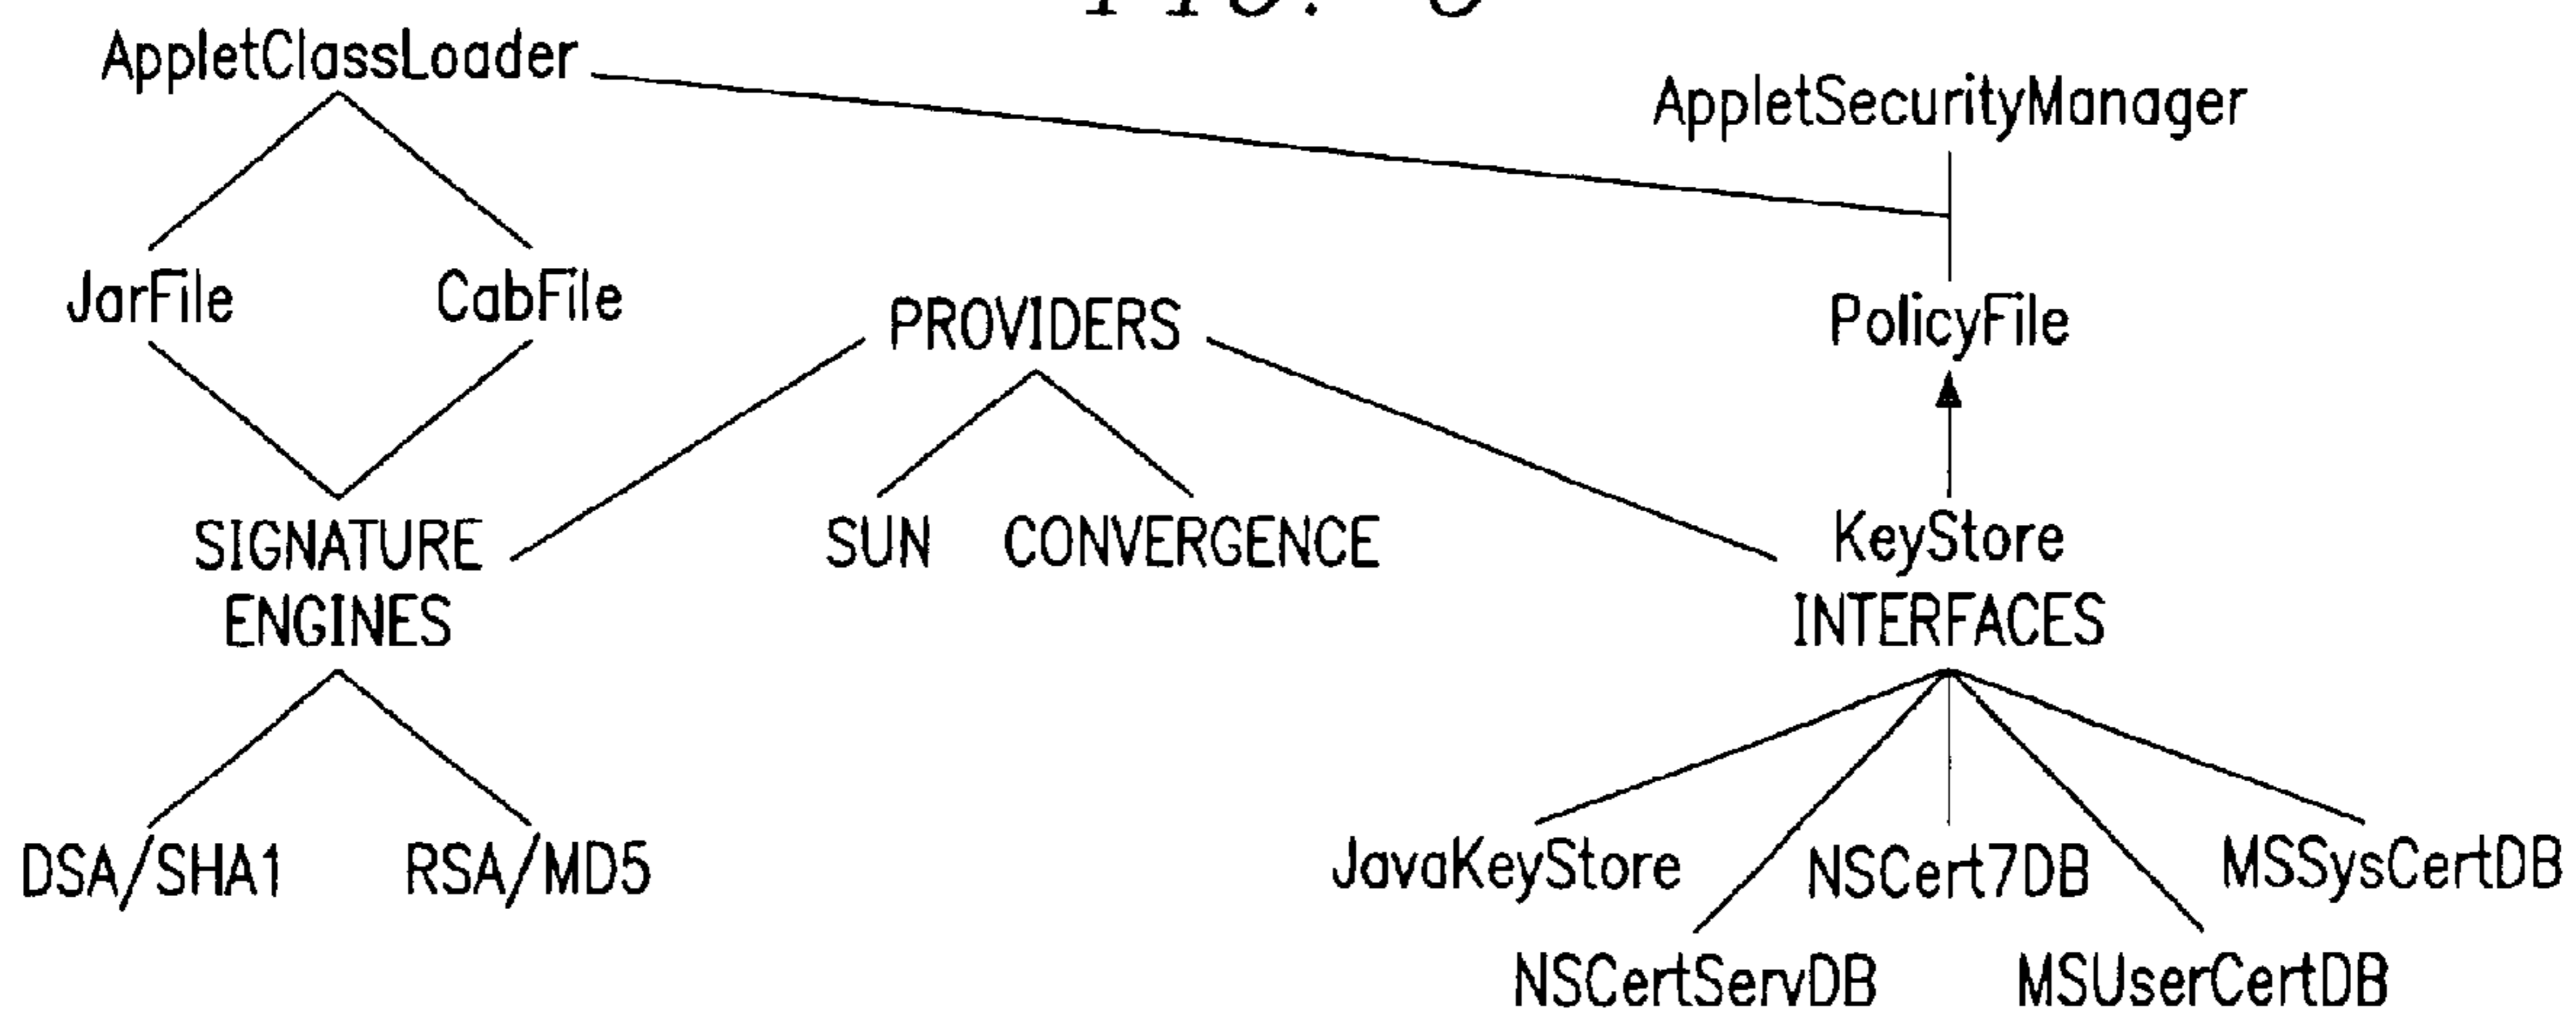 AppletClassLoader
AppletSecurityManager
JarFile
CabFile
PROVIDERS
PolicyFile
SIGNATURE
ENGINES
SUN
CONVERGENCE
KeyStore
INTERFACES
DSA/SHA1
RSA/MD5
JavaKeyStore
NSCert7DB
MSSysCertDB
NSCertServDB
MSUserCertDB